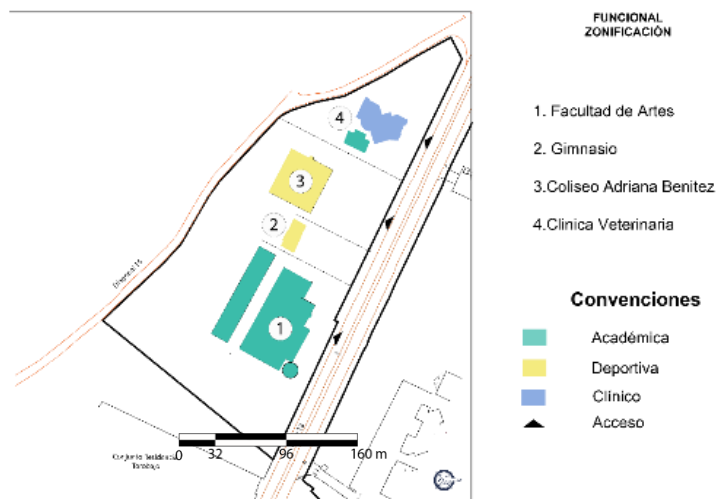 FUNCIONAL
ZONIFICACIÓN
1. Facultad de Artes
2. Gimnasio
3.Coliseo Adriana Benitez
4.Clinica Veterinaria
Convenciones
Académica
Deportiva
Clínico
Acceso
4
3
2
1
0 32 96 160 m